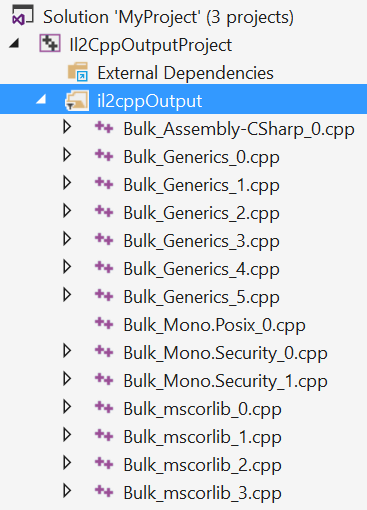 Solution 'MyProject' (3 projects)
Il2CppOutputProject
External Dependencies
il2cppOutput
Bulk_Assembly-CSharp_0.cpp
Bulk_Generics_0.cpp
Bulk_Generics_1.cpp
Bulk_Generics_2.cpp
Bulk_Generics_3.cpp
Bulk_Generics_4.cpp
Bulk_Generics_5.cpp
Bulk_Mono.Posix_0.cpp
Bulk_Mono.Security_0.cpp
Bulk_Mono.Security_1.cpp
Bulk_mscorlib_0.cpp
Bulk_mscorlib_1.cpp
Bulk_mscorlib_2.cpp
Bulk_mscorlib_3.cpp